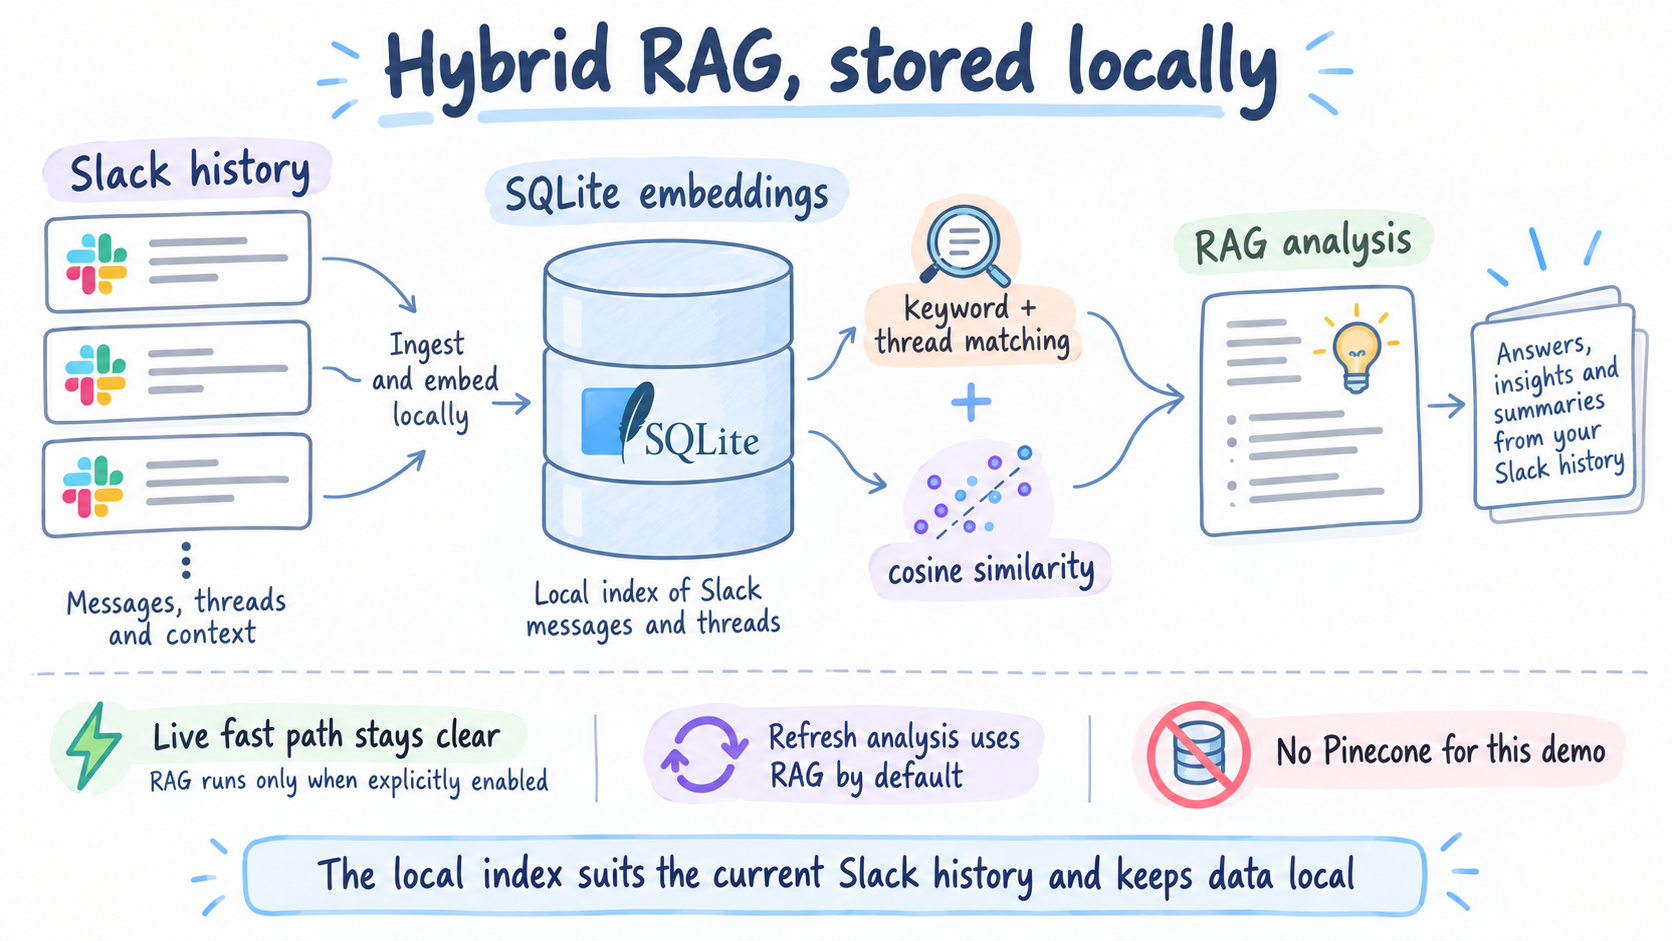 Hybrid RAG, stored locally
Slack history
Messages, threads
and context
Ingest
and embed
locally
SQLite embeddings
SQLite
Local index of Slack
messages and threads
keyword +
thread matching
+
cosine similarity
RAG analysis
Answers,
insights and
summaries
from your
Slack history
Live fast path stays clear
RAG runs only when explicitly enabled
Refresh analysis uses
RAG by default
No Pinecone for this demo
The local index suits the current Slack history and keeps data local